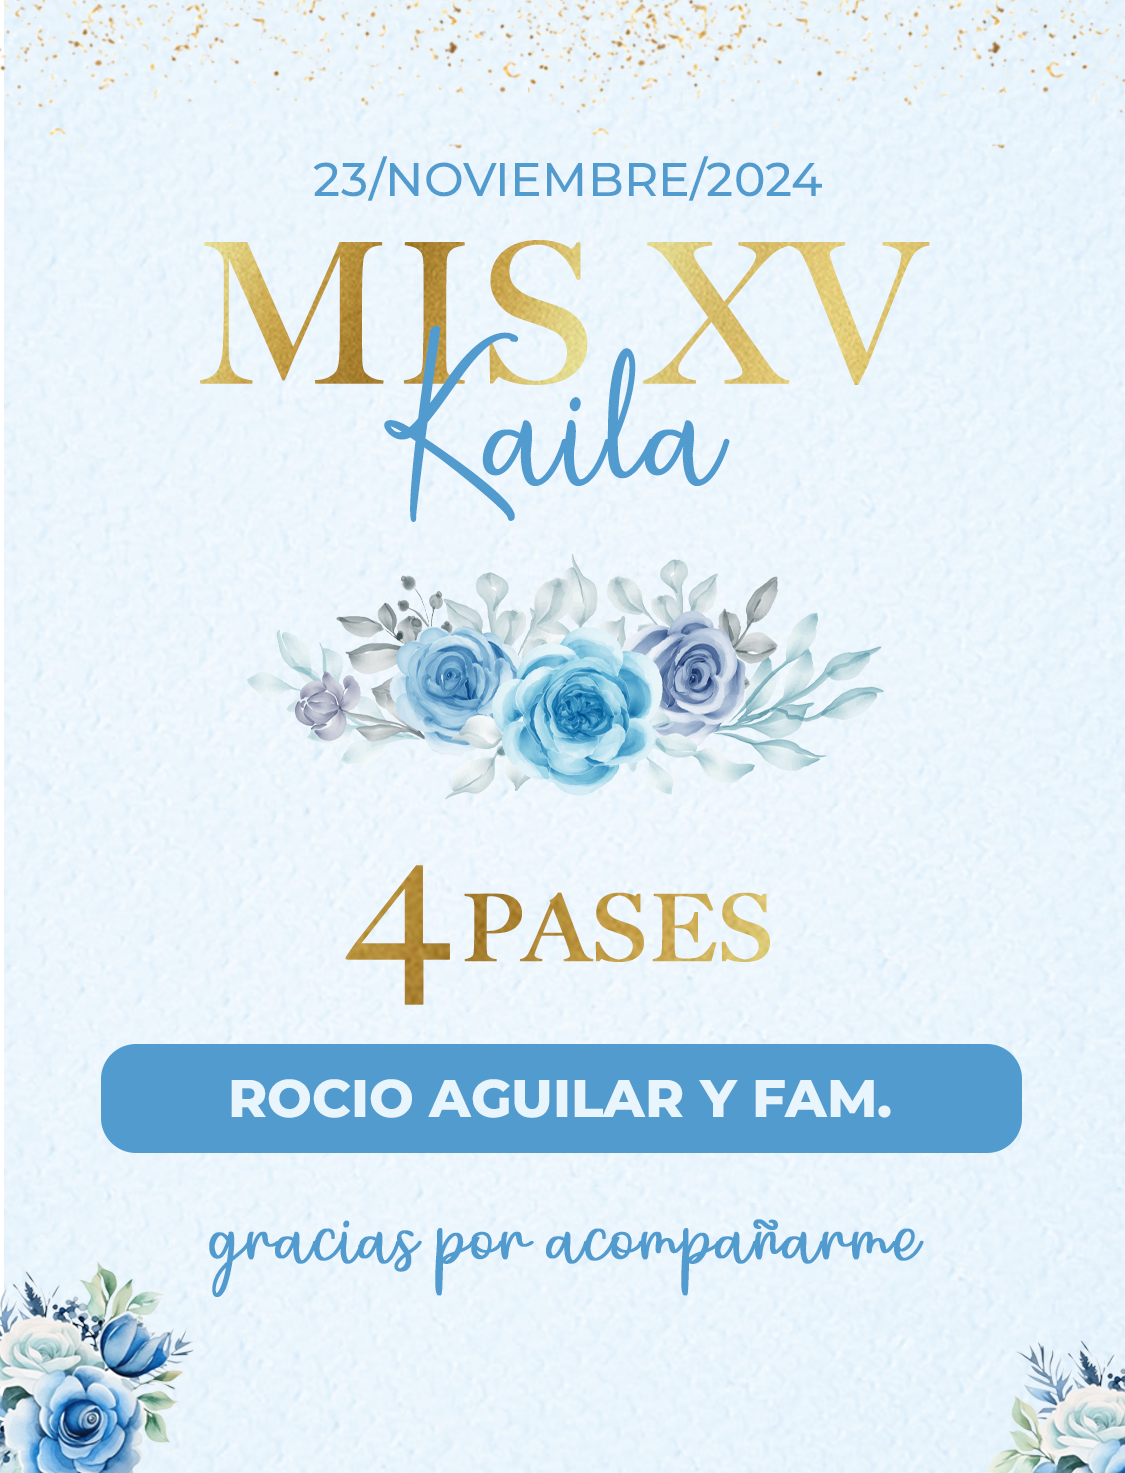 23/NOVIEMBRE/2024
MIS XV
Kaila
4 PASES
ROCIO AGUILAR Y FAM.
gracias por acompañarme